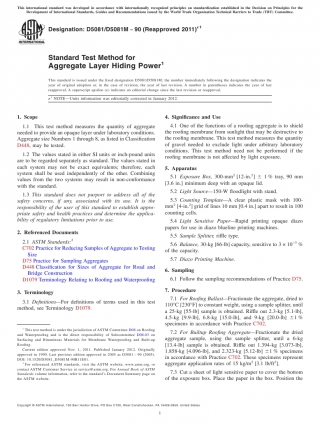 This international standard was developed in accordance with internationally recognized principles on standardization established in the Decision on Principles for the
Development of International Standards, Guides and Recommendations issued by the World Trade Organization Technical Barriers to Trade (TBT) Committee.
Designation: D5081/D5081M − 90 (Reapproved 2011)ε1
Standard Test Method for
Aggregate Layer Hiding Power1
This standard is issued under the fixed designation D5081/D5081M; the number immediately following the designation indicates the
year of original adoption or, in the case of revision, the year of last revision. A number in parentheses indicates the year of last
reapproval. A superscript epsilon (ε) indicates an editorial change since the last revision or reapproval.
ε1 NOTE—Units information was editorially corrected in January 2012.
1. Scope
1.1 This test method measures the quantity of aggregate
needed to provide an opaque layer under laboratory conditions.
Aggregate size Numbers 1 through 8, as listed in Classification
D448, may be tested.
1.2 The values stated in either SI units or inch-pound units
are to be regarded separately as standard. The values stated in
each system may not be exact equivalents; therefore, each
system shall be used independently of the other. Combining
values from the two systems may result in non-conformance
with the standard.
1.3 This standard does not purport to address all of the
safety concerns, if any, associated with its use. It is the
responsibility of the user of this standard to establish appro-
priate safety and health practices and determine the applica-
bility of regulatory limitations prior to use.
2. Referenced Documents
2.1 ASTM Standards:2
C702 Practice for Reducing Samples of Aggregate to Testing
Size
D75 Practice for Sampling Aggregates
D448 Classification for Sizes of Aggregate for Road and
Bridge Construction
D1079 Terminology Relating to Roofing and Waterproofing
3. Terminology
3.1 Definitions—For definitions of terms used in this test
method, see Terminology D1079.
1 This test method is under the jurisdiction of ASTM Committee D08 on Roofing
and Waterproofing and is the direct responsibility of Subcommittee
Surfacing and Bituminous Materials for Membrane Waterproofing and Built-up
Roofing.
Current edition approved Nov. 1, 2011. Published January 2012. Originally
approved in 1990. Last previous edition approved in 2005 as D5081 – 90 (2005).
DOI:
2 For referenced ASTM standards, visit the ASTM website, www.astm.org, or
contact ASTM Customer Service at service@astm.org. For Annual Book of ASTM
Standards volume information, refer to the standard's Document Summary page on
the ASTM website.
4. Significance and Use
4.1 One of the functions of a roofing aggregate is to shield
the roofing membrane from sunlight that may be destructive to
the roofing membrane. This test method measures the quantity
of gravel needed to exclude light under arbitrary laboratory
conditions. This test method need not be performed if the
roofing membrane is not affected by light exposure.
5. Apparatus
5.1 Exposure Box, 300-mm2 [12-in.2] ± 1 % by, 90 mm
[3.6 in.] minimum deep with an opaque lid.
5.2 Light Source—150 W floodlight with stand.
5.3 Counting Template—A clear plastic mask with 100-
mm2 [4-in.2] grid of lines 10 mm [0.4 in.] apart to result in 100
counting cells.
5.4 Light Sensitive Paper—Rapid printing opaque diazo
papers for use in diazo blueline printing machines.
5.5 Sample Splitter, riffle type.
5.6 Balance, 30-kg [66-lb] capacity, sensitive to 3 × 10−6 %
of the capacity.
5.7 Diazo Printing Machine.
6. Sampling
6.1 Follow the sampling recommendations of Practice D75.
7. Procedure
7.1 For Roofing Ballast—Fractionate the aggregate, dried to
110°C [230°F] to constant weight, using a sample splitter, until
a 25-kg [55-lb] sample is obtained. Riffle out 2.3-kg [5.1-lb],
4.5-kg [9.9-lb], 6.8-kg [15.0-lb], and 9-kg [20-lb] ±1 %
specimens in accordance with Practice C702.
7.2 For Builtup Roofing Aggregate—Fractionate the dried
aggregate sample, using the sample splitter, until a 6-kg
[13.4-lb] sample is obtained. Riffle out 1.394-kg [3.073-lb],
1.858-kg [4.096-lb], and 2.323-kg [5.12-lb] ±1 % specimens
in accordance with Practice C702. These specimens represent
aggregate application rates of 15 kg/m2 [3.1 lb/ft2].
7.3 Cut a sheet of light sensitive paper to cover the bottom
of the exposure box. Place the paper in the box. Position the
Copyright © ASTM International, 100 Barr Harbor Drive, PO Box C700, West Conshohocken, PA 19428-2959. United States
1